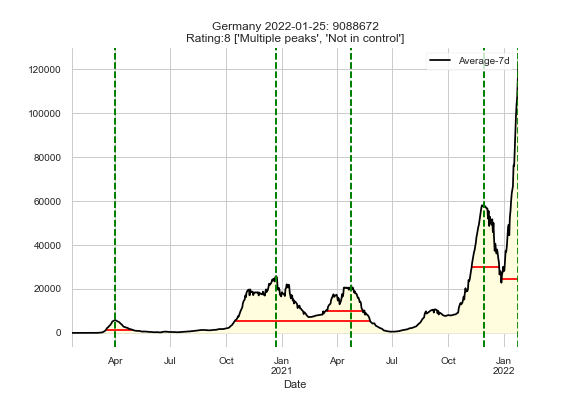 Germany 2022-01-25: 9088672
Rating:8 ['Multiple peaks', 'Not in control']
Average-7d
120000
100000
80000
60000
40000
20000
0
Apr Jul Oct Jan Apr Jul Oct Jan
2021 2022
Date